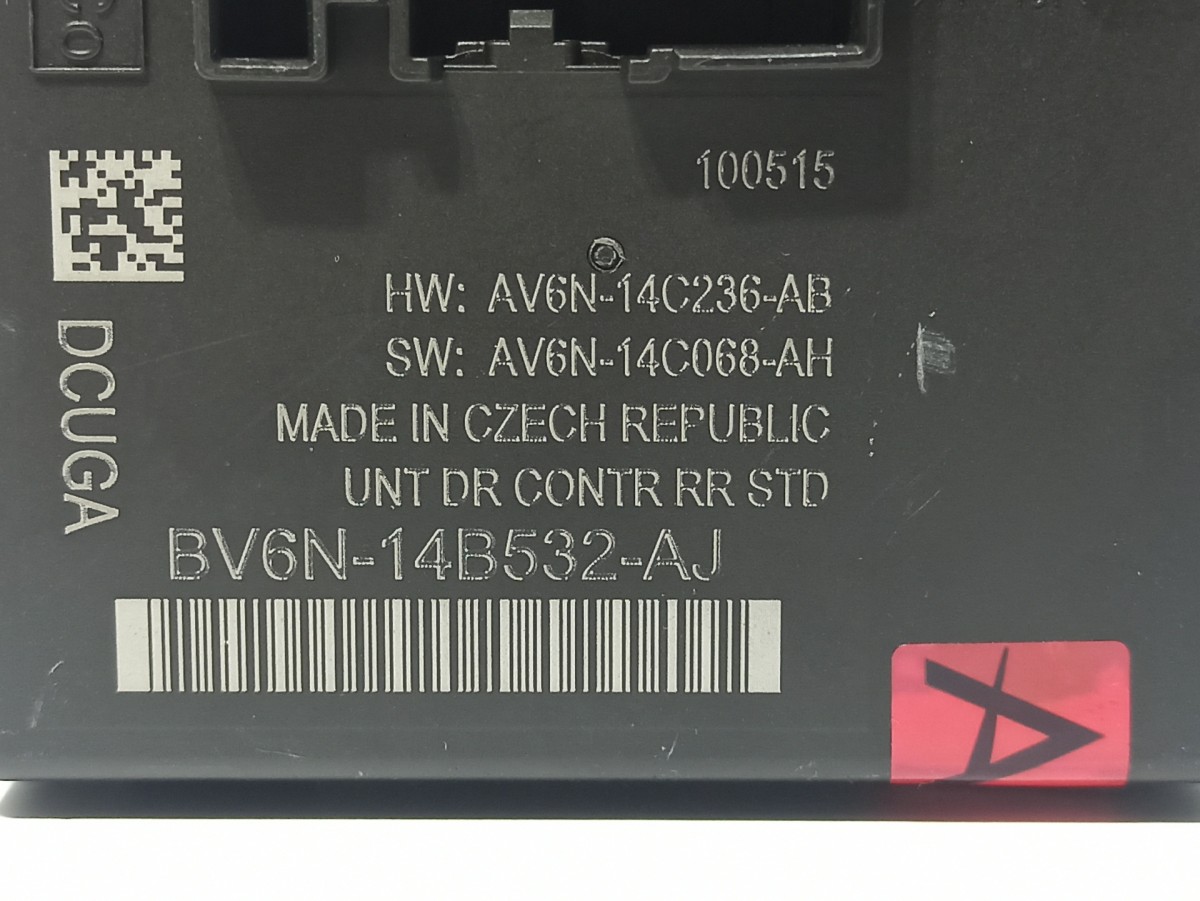 CO
100515
HW: AV6N-14C236-AB
SW: AV6N-14C068-AH
MADE IN CZECH REPUBLIC
UNT DR CONTR RR STD
DCUGA
BV6N-14B532-AJ
A